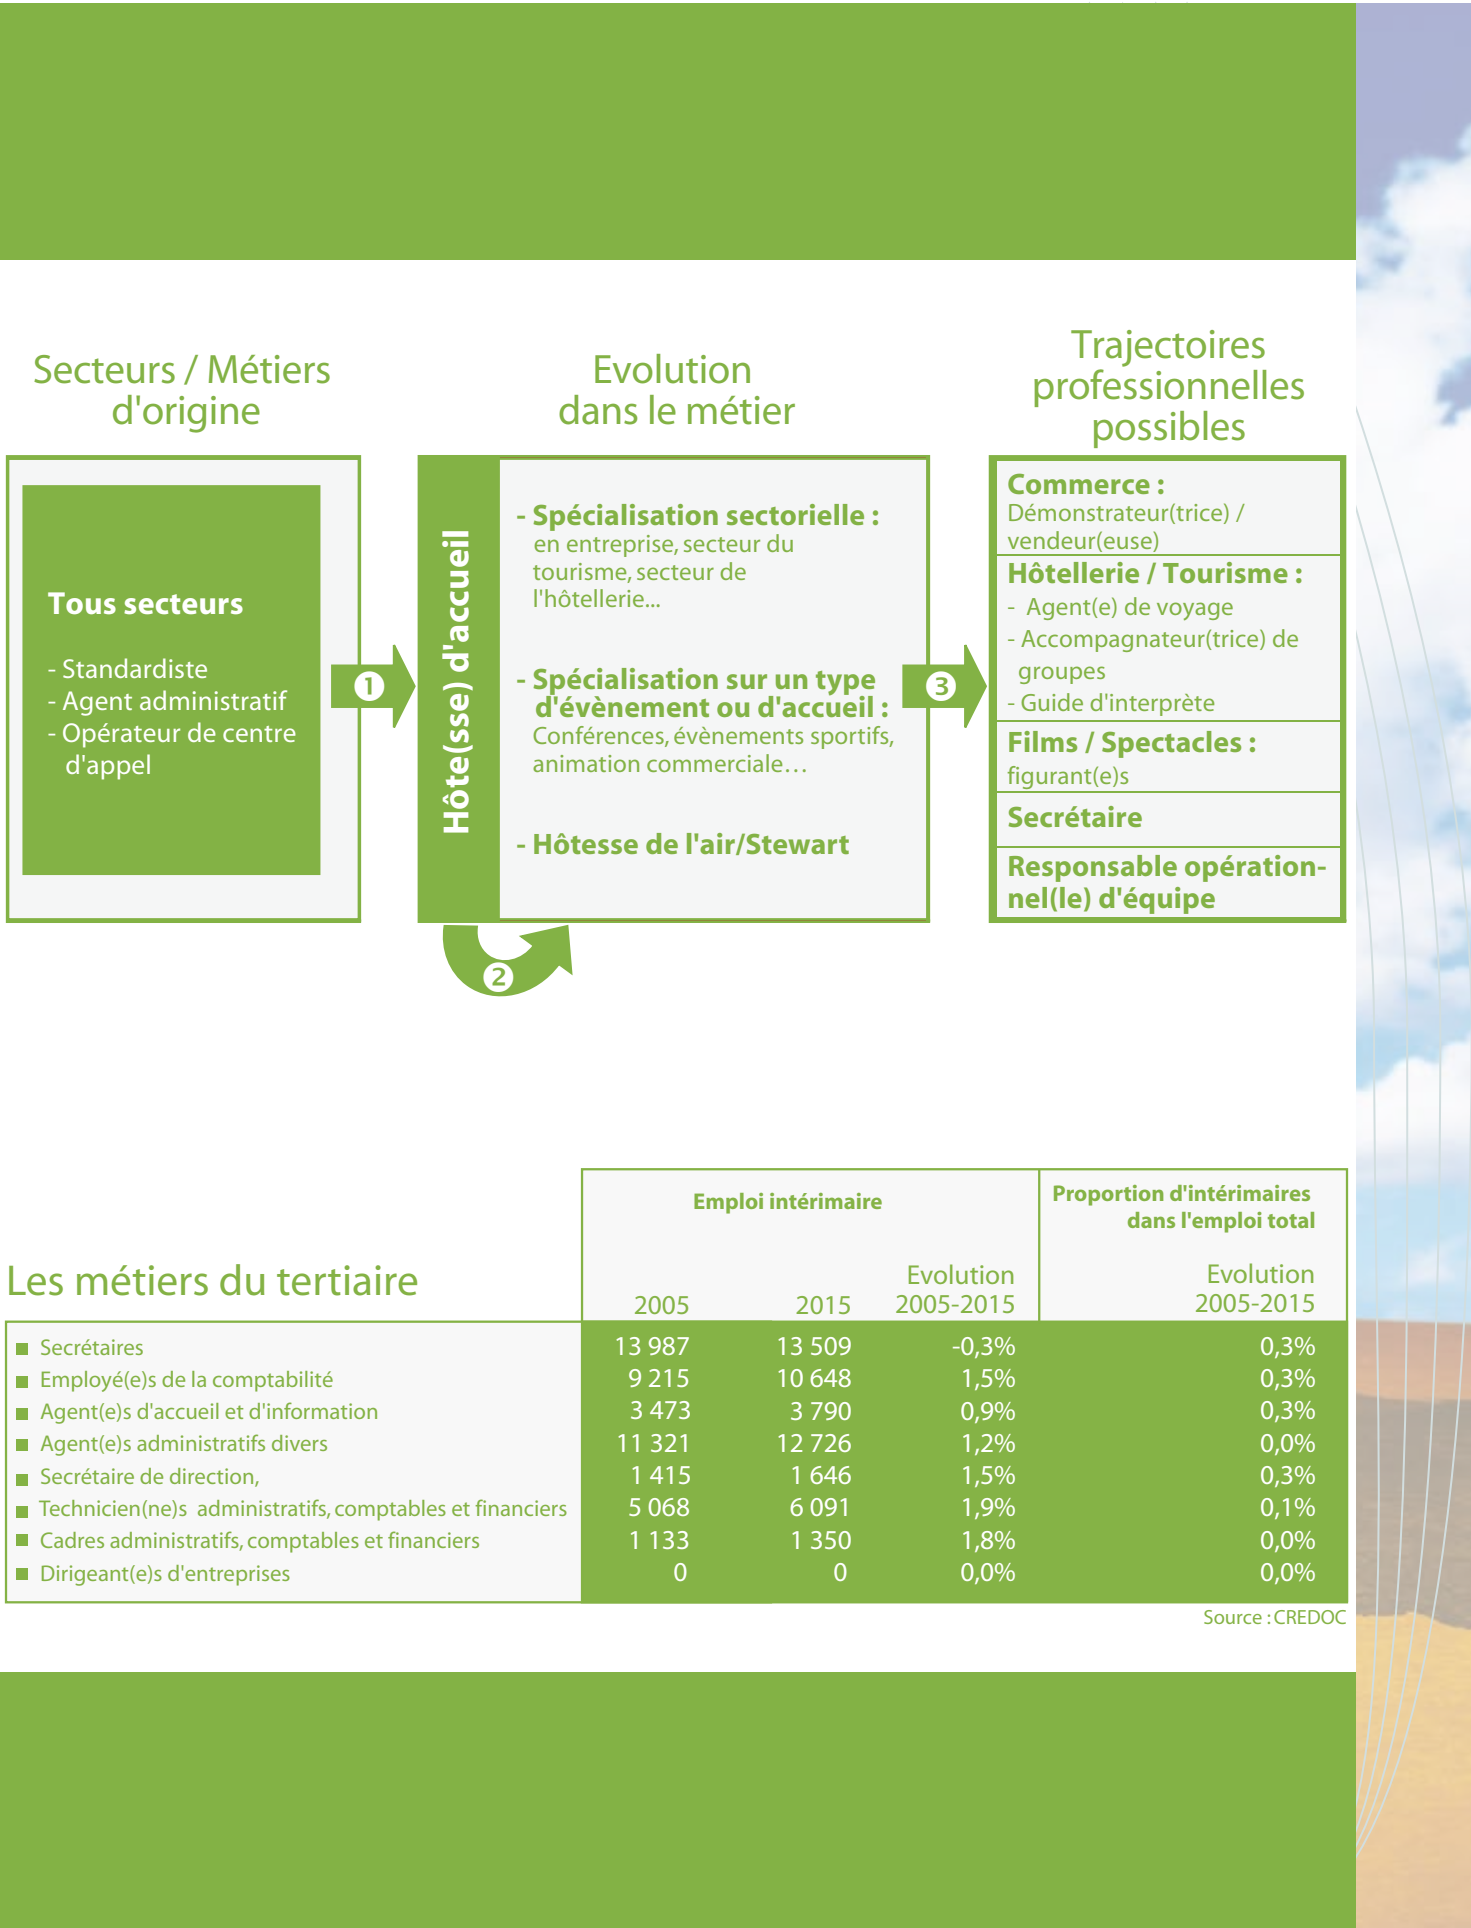 Secteurs / Métiers
d'origine
Evolution
dans le métier
Trajectoires
professionnelles
possibles
Tous secteurs
- Standardiste
- Agent administratif
- Opérateur de centre
d'appel
1
Hôte(sse) d'accueil
- Spécialisation sectorielle :
en entreprise, secteur du
tourisme, secteur de
l'hôtellerie...
- Spécialisation sur un type
d'évènement ou d'accueil :
Conférences, évènements sportifs,
animation commerciale…
- Hôtesse de l'air/Stewart
2
3
Commerce :
Démonstrateur(trice) /
vendeur(euse)
Hôtellerie / Tourisme :
- Agent(e) de voyage
- Accompagnateur(trice) de
groupes
- Guide d'interprète
Films / Spectacles :
figurant(e)s
Secrétaire
Responsable opération-
nel(le) d'équipe
Les métiers du tertiaire
Emploi intérimaire
Proportion d'intérimaires
dans l'emploi total
2005 2015 Evolution 2005-2015 Evolution 2005-2015
Secrétaires 13 987 13 509 -0,3% 0,3%
Employé(e)s de la comptabilité 9 215 10 648 1,5% 0,3%
Agent(e)s d'accueil et d'information 3 473 3 790 0,9% 0,3%
Agent(e)s administratifs divers 11 321 12 726 1,2% 0,0%
Secrétaire de direction, 1 415 1 646 1,5% 0,3%
Technicien(ne)s administratifs, comptables et financiers 5 068 6 091 1,9% 0,1%
Cadres administratifs, comptables et financiers 1 133 1 350 1,8% 0,0%
Dirigeant(e)s d'entreprises 0 0 0,0% 0,0%
Source : CREDOC